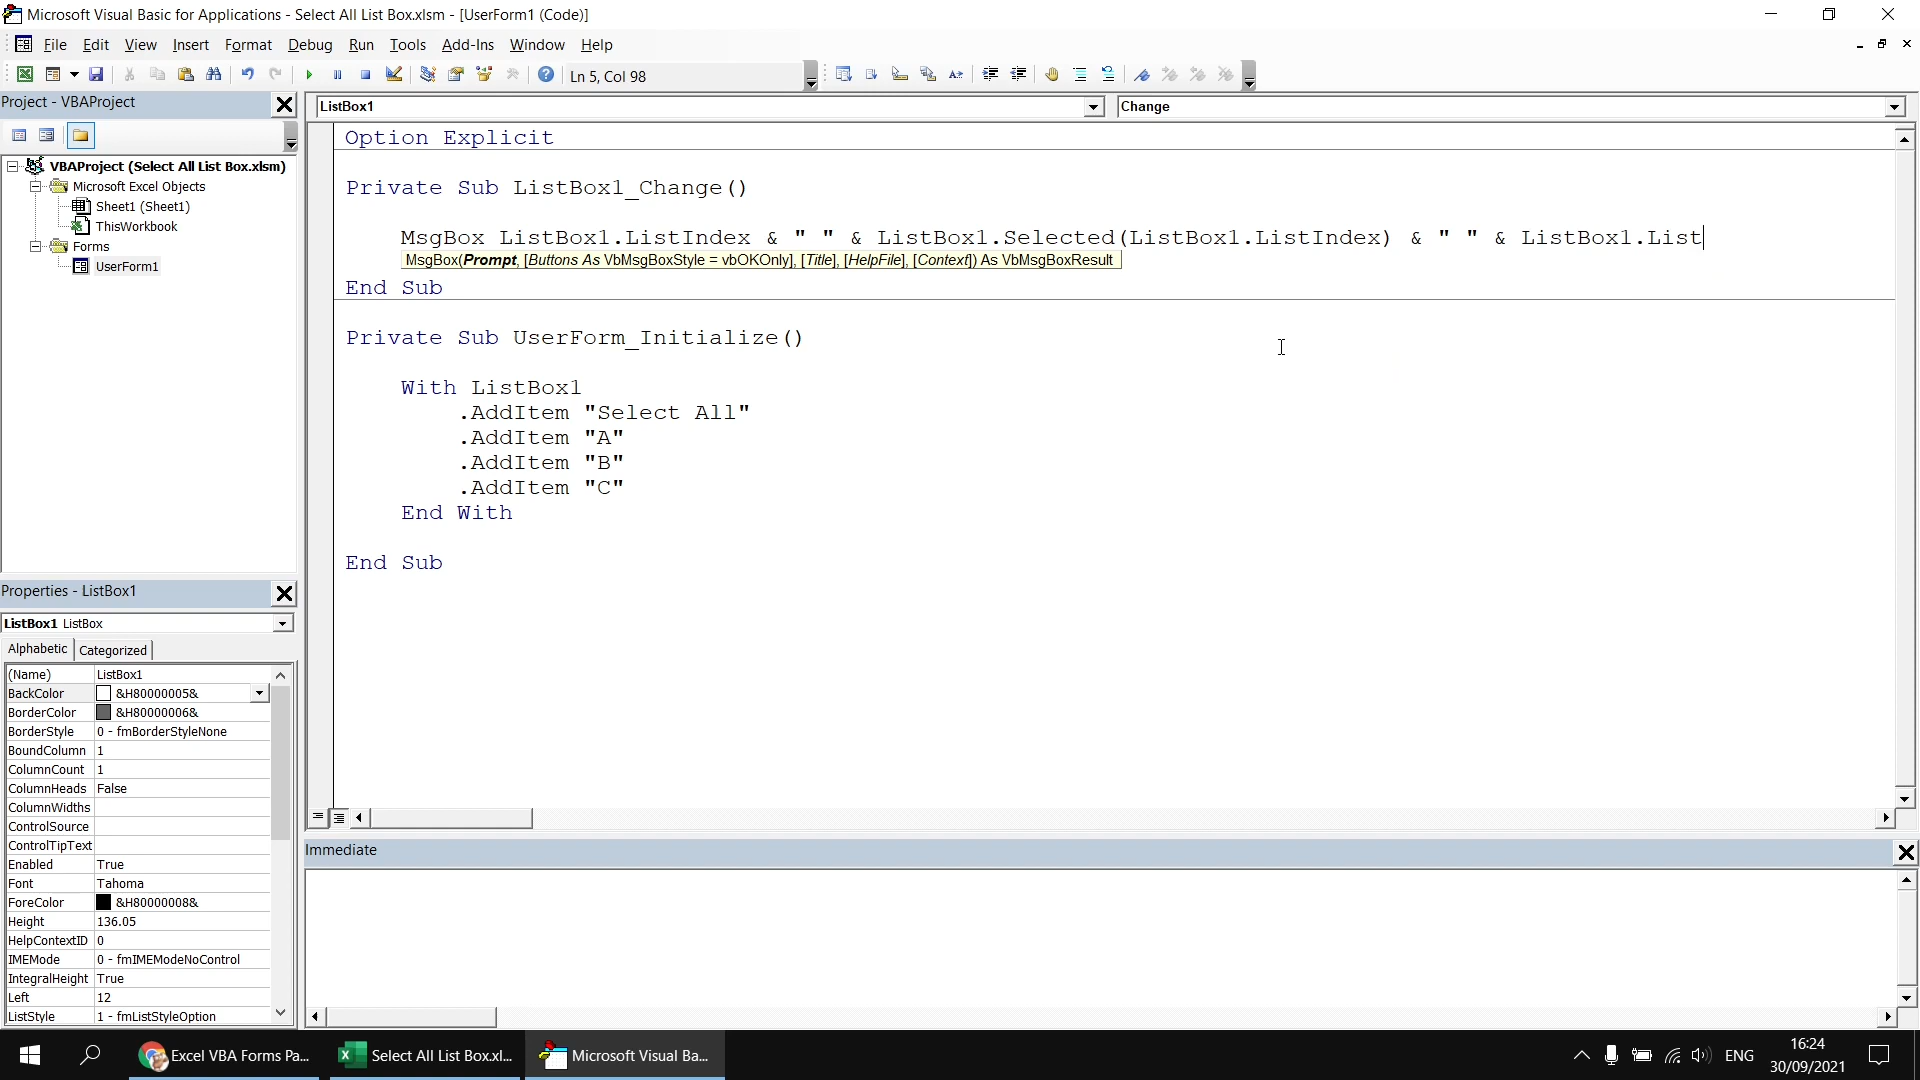 Microsoft Visual Basic for Applications - Select All List Box.xlsm - [UserForm1 (Code)]
File Edit View Insert Format Debug Run Tools Add-Ins Window Help
Ln 5, Col 98
Project - VBAProject
ListBox1
Change
VBAProject (Select All List Box.xlsm)
Microsoft Excel Objects
Sheet1 (Sheet1)
ThisWorkbook
Forms
UserForm1
Option Explicit
Private Sub ListBox1_Change()
MsgBox ListBox1.ListIndex & " " & ListBox1.Selected(ListBox1.ListIndex) & " " & ListBox1.List
MsgBox(Prompt, [Buttons As VbMsgBoxStyle = vbOKOnly], [Title], [HelpFile], [Context]) As VbMsgBoxResult
End Sub
Private Sub UserForm_Initialize()
With ListBox1
.AddItem "Select All"
.AddItem "A"
.AddItem "B"
.AddItem "C"
End With
End Sub
Properties - ListBox1
ListBox1 ListBox
Alphabetic Categorized
(Name) ListBox1
BackColor &H80000005&
BorderColor &H80000006&
BorderStyle 0 - fmBorderStyleNone
BoundColumn 1
ColumnCount 1
ColumnHeads False
ColumnWidths
ControlSource
ControlTipText
Enabled True
Font Tahoma
ForeColor &H80000008&
Height 136.05
HelpContextID 0
IMEMode 0 - fmIMEModeNoControl
IntegralHeight True
Left 12
ListStyle 1 - fmListStyleOption
Immediate
Excel VBA Forms Pa...
Select All List Box.xl...
Microsoft Visual Ba...
ENG
16:24
30/09/2021